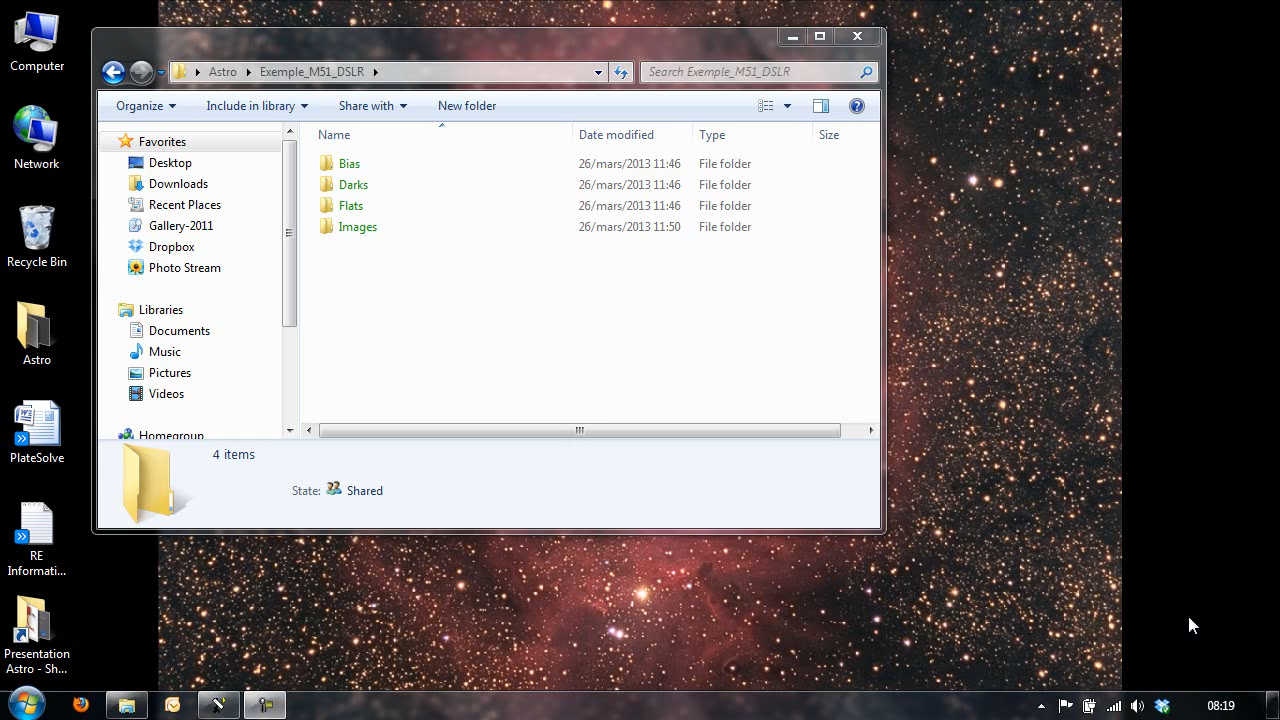 Computer
Network
Recycle Bin
Astro
PlateSolve
RE
Informati...
Presentation
Astro - Sh...
Astro Exemple_M51_DSLR
Search Exemple_M51_DSLR
Organize Include in library Share with New folder
Name Date modified Type Size
Favorites
Desktop
Downloads
Recent Places
Gallery-2011
Dropbox
Photo Stream
Libraries
Documents
Music
Pictures
Videos
Homegroup
Bias 26/mars/2013 11:46 File folder
Darks 26/mars/2013 11:46 File folder
Flats 26/mars/2013 11:46 File folder
Images 26/mars/2013 11:50 File folder
4 items
State: Shared
08:19